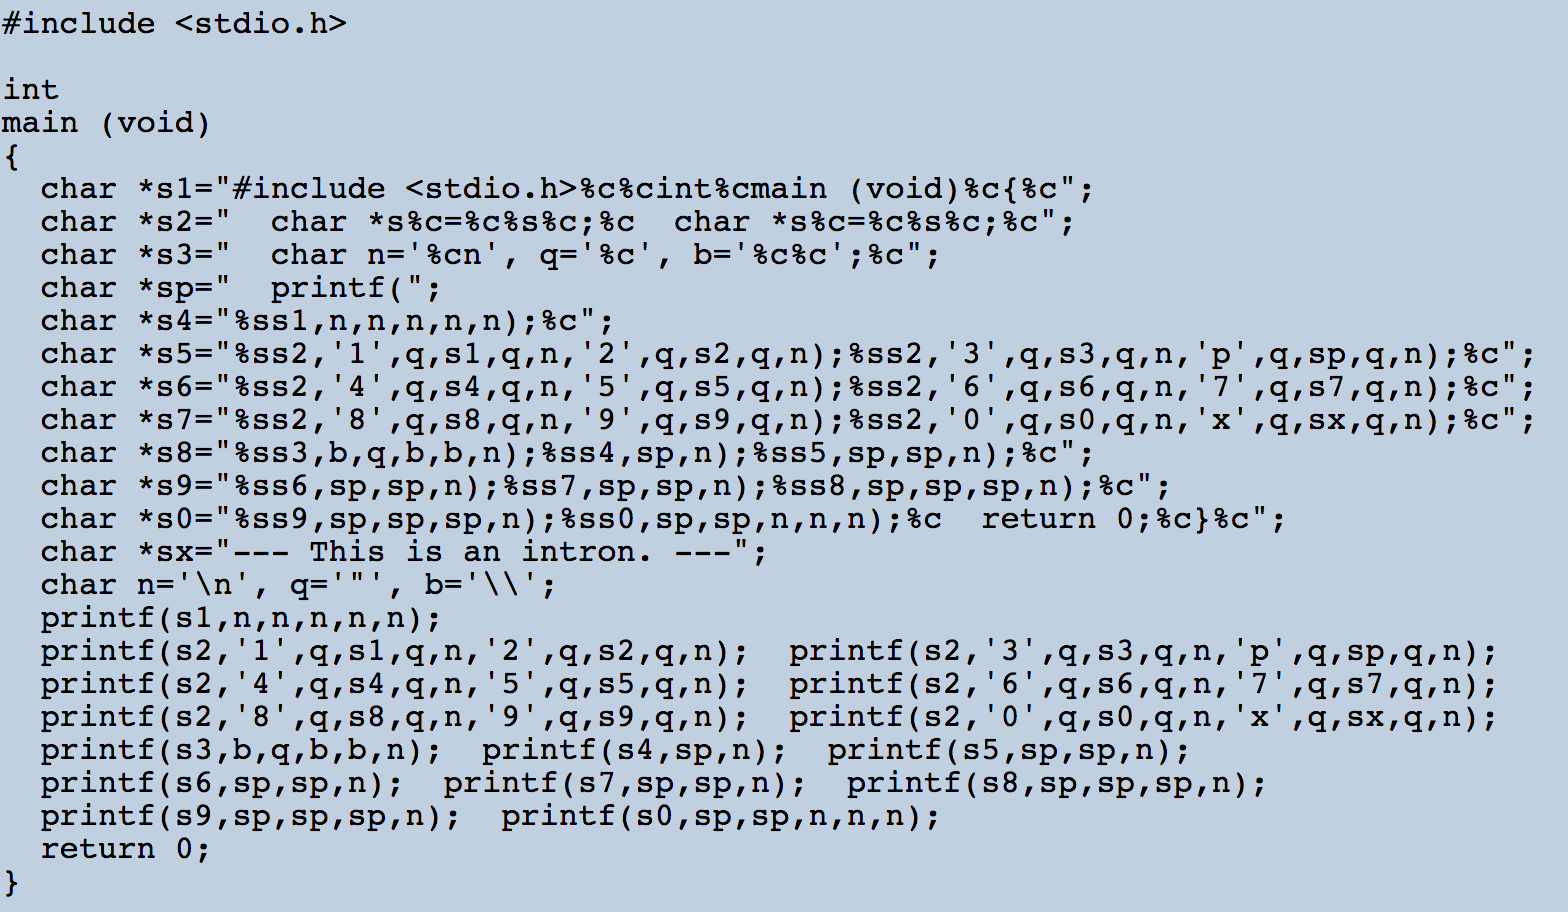 #include <stdio.h>

int
main (void)
{
  char *s1="#include <stdio.h>%c%cint%cmain (void)%c{%c";
  char *s2="  char *s%c=%c%s%c;%c  char *s%c=%c%s%c;%c";
  char *s3="  char n='%cn', q='%c', b='%c%c';%c";
  char *sp="  printf(";
  char *s4="%ss1,n,n,n,n,n);%c";
  char *s5="%ss2,'1',q,s1,q,n,'2',q,s2,q,n);%ss2,'3',q,s3,q,n,'p',q,sp,q,n);%c";
  char *s6="%ss2,'4',q,s4,q,n,'5',q,s5,q,n);%ss2,'6',q,s6,q,n,'7',q,s7,q,n);%c";
  char *s7="%ss2,'8',q,s8,q,n,'9',q,s9,q,n);%ss2,'0',q,s0,q,n,'x',q,sx,q,n);%c";
  char *s8="%ss3,b,q,b,b,n);%ss4,sp,n);%ss5,sp,sp,n);%c";
  char *s9="%ss6,sp,sp,n);%ss7,sp,sp,n);%ss8,sp,sp,sp,n);%c";
  char *s0="%ss9,sp,sp,sp,n);%ss0,sp,sp,n,n,n);%c  return 0;%c}%c";
  char *sx="--- This is an intron. ---";
  char n='\n', q='"', b='\\';
  printf(s1,n,n,n,n,n);
  printf(s2,'1',q,s1,q,n,'2',q,s2,q,n);  printf(s2,'3',q,s3,q,n,'p',q,sp,q,n);
  printf(s2,'4',q,s4,q,n,'5',q,s5,q,n);  printf(s2,'6',q,s6,q,n,'7',q,s7,q,n);
  printf(s2,'8',q,s8,q,n,'9',q,s9,q,n);  printf(s2,'0',q,s0,q,n,'x',q,sx,q,n);
  printf(s3,b,q,b,b,n);  printf(s4,sp,n);  printf(s5,sp,sp,n);
  printf(s6,sp,sp,n);  printf(s7,sp,sp,n);  printf(s8,sp,sp,sp,n);
  printf(s9,sp,sp,sp,n);  printf(s0,sp,sp,n,n,n);
  return 0;
}